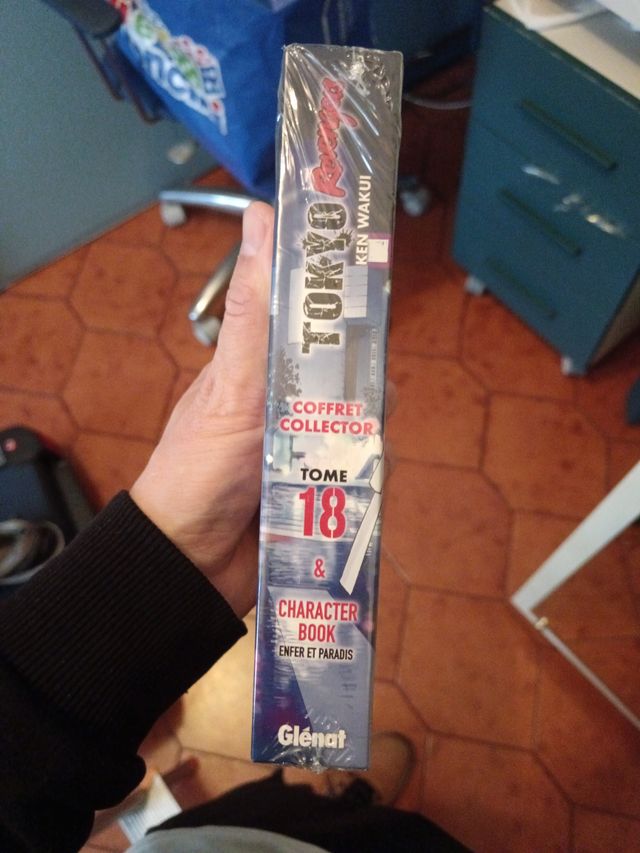 TOKYO
Revengers
KEN WAKUI
COFFRET
COLLECTOR
TOME
18
&
CHARACTER
BOOK
ENFER ET PARADIS
Glénat